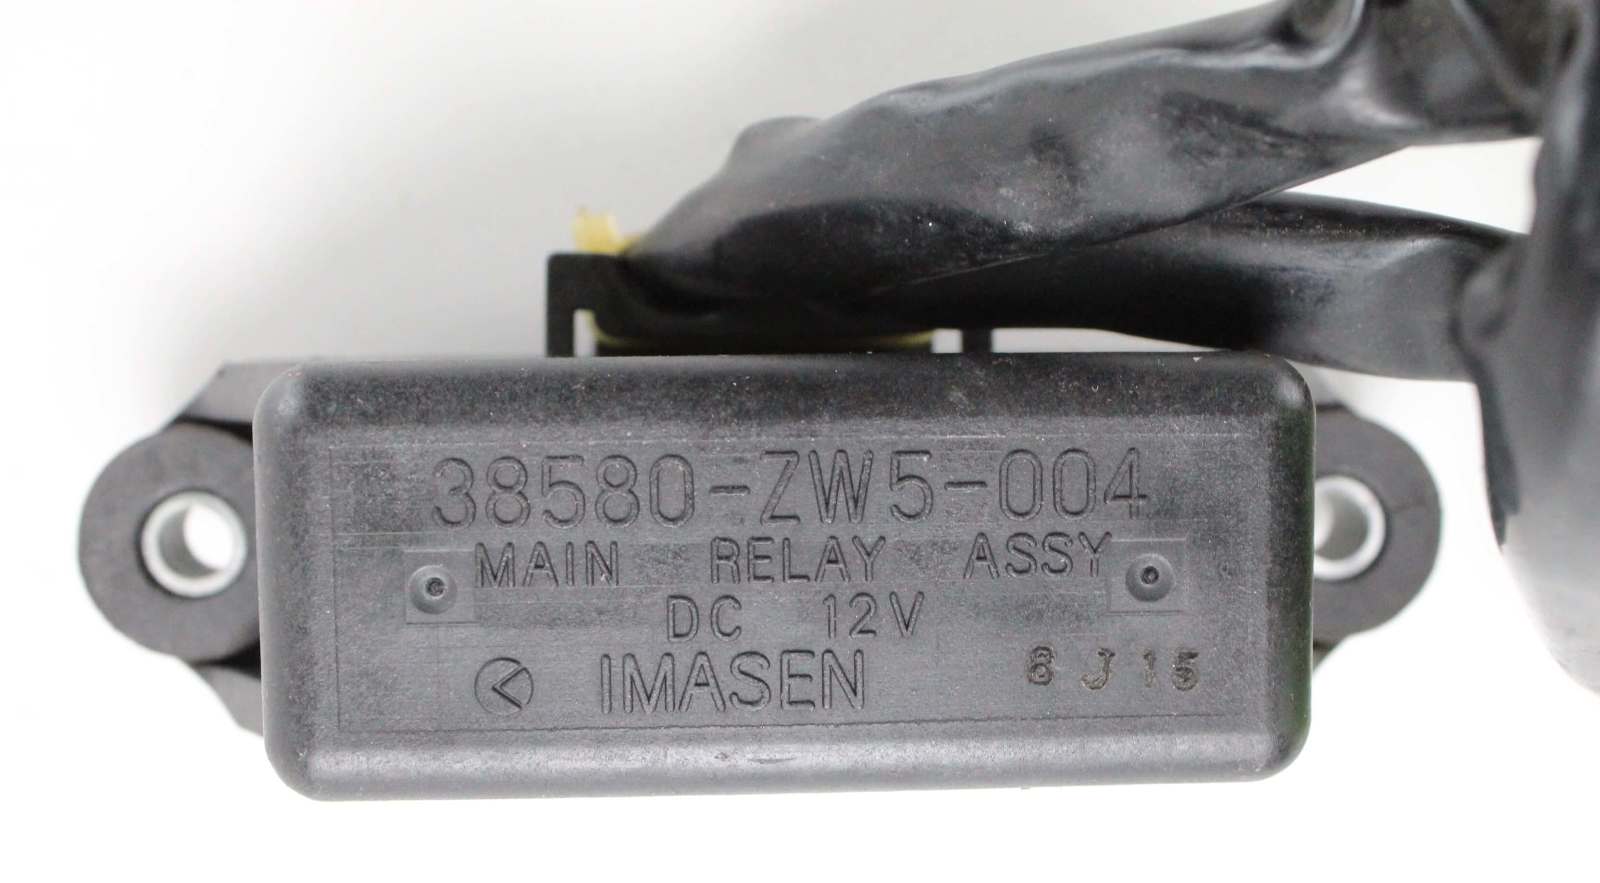 38580-ZW5-004
MAIN RELAY ASSY
DC 12V
IMASEN 8 J 15